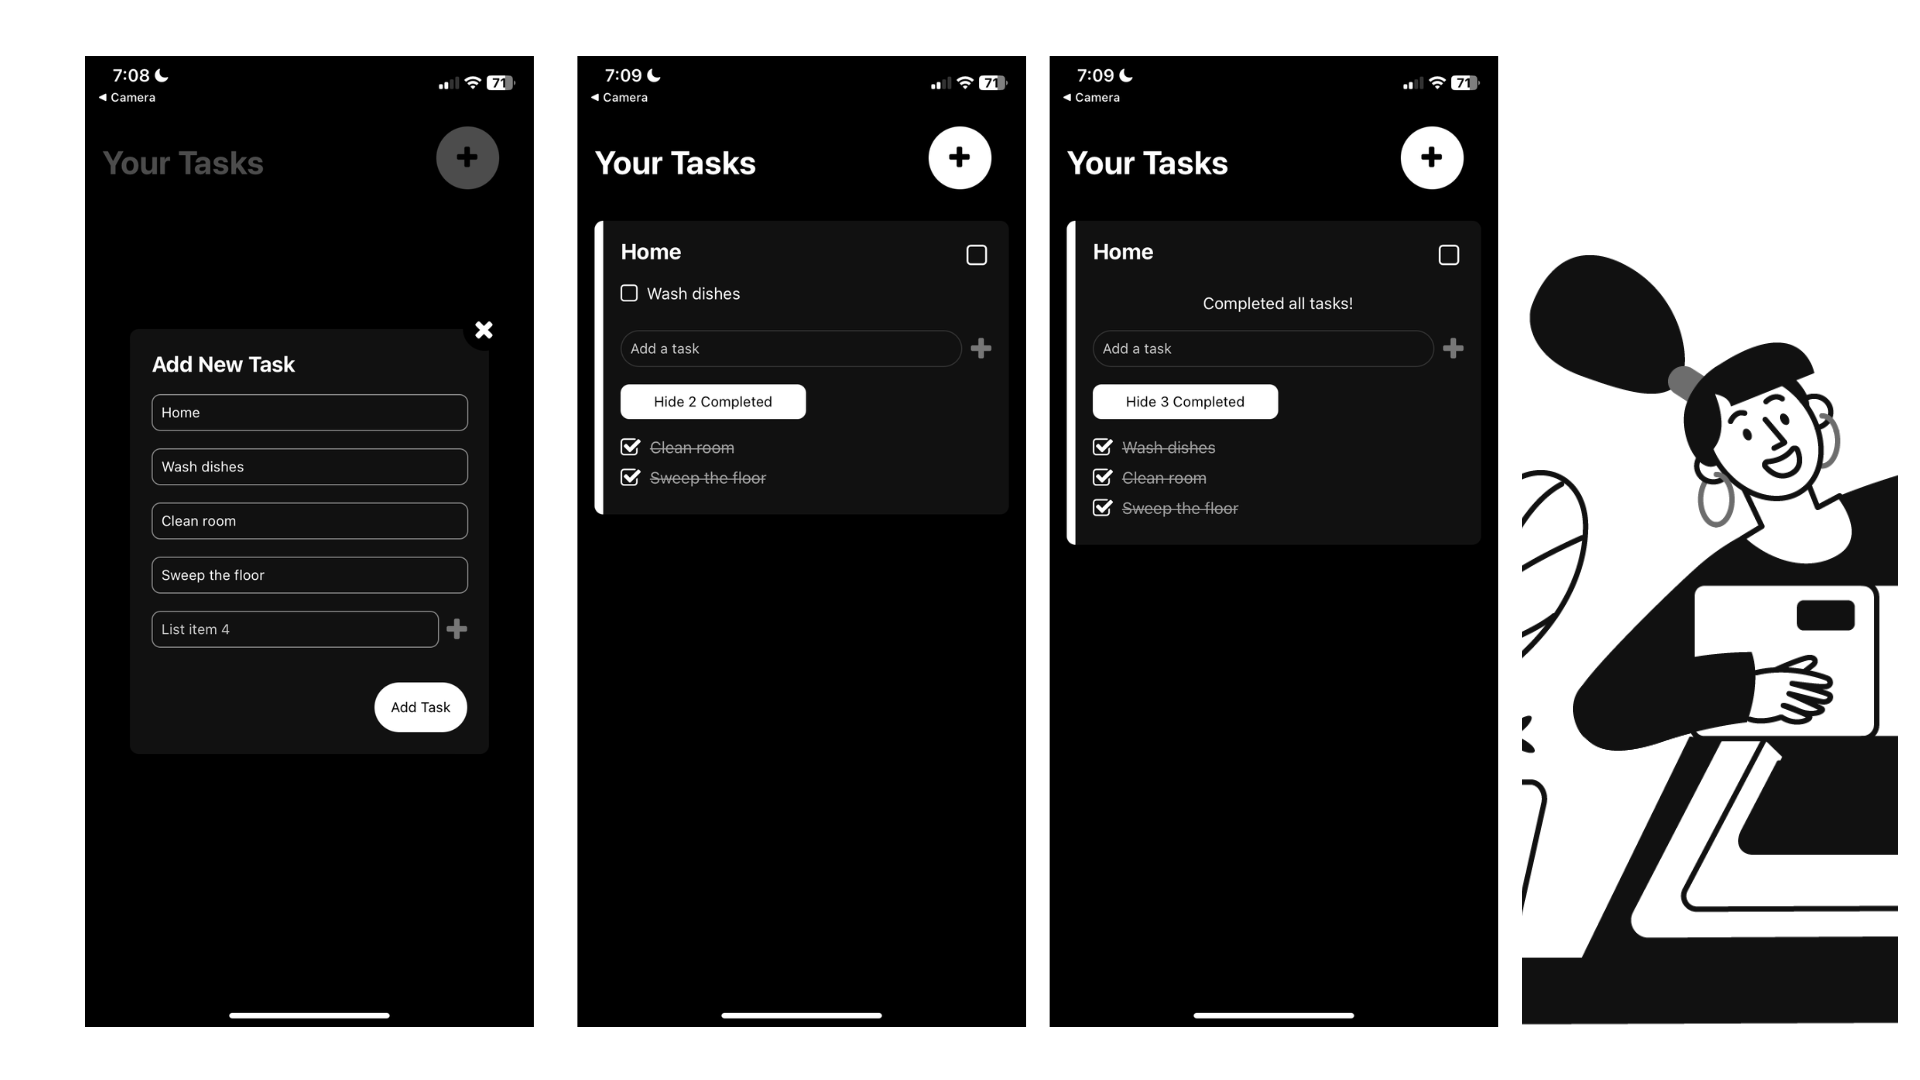 7:08
71
◀ Camera
Your Tasks
Add New Task
Home
Wash dishes
Clean room
Sweep the floor
List item 4
Add Task
7:09
71
◀ Camera
Your Tasks
Home
Wash dishes
Add a task
Hide 2 Completed
Clean room
Sweep the floor
7:09
71
◀ Camera
Your Tasks
Home
Completed all tasks!
Add a task
Hide 3 Completed
Wash dishes
Clean room
Sweep the floor